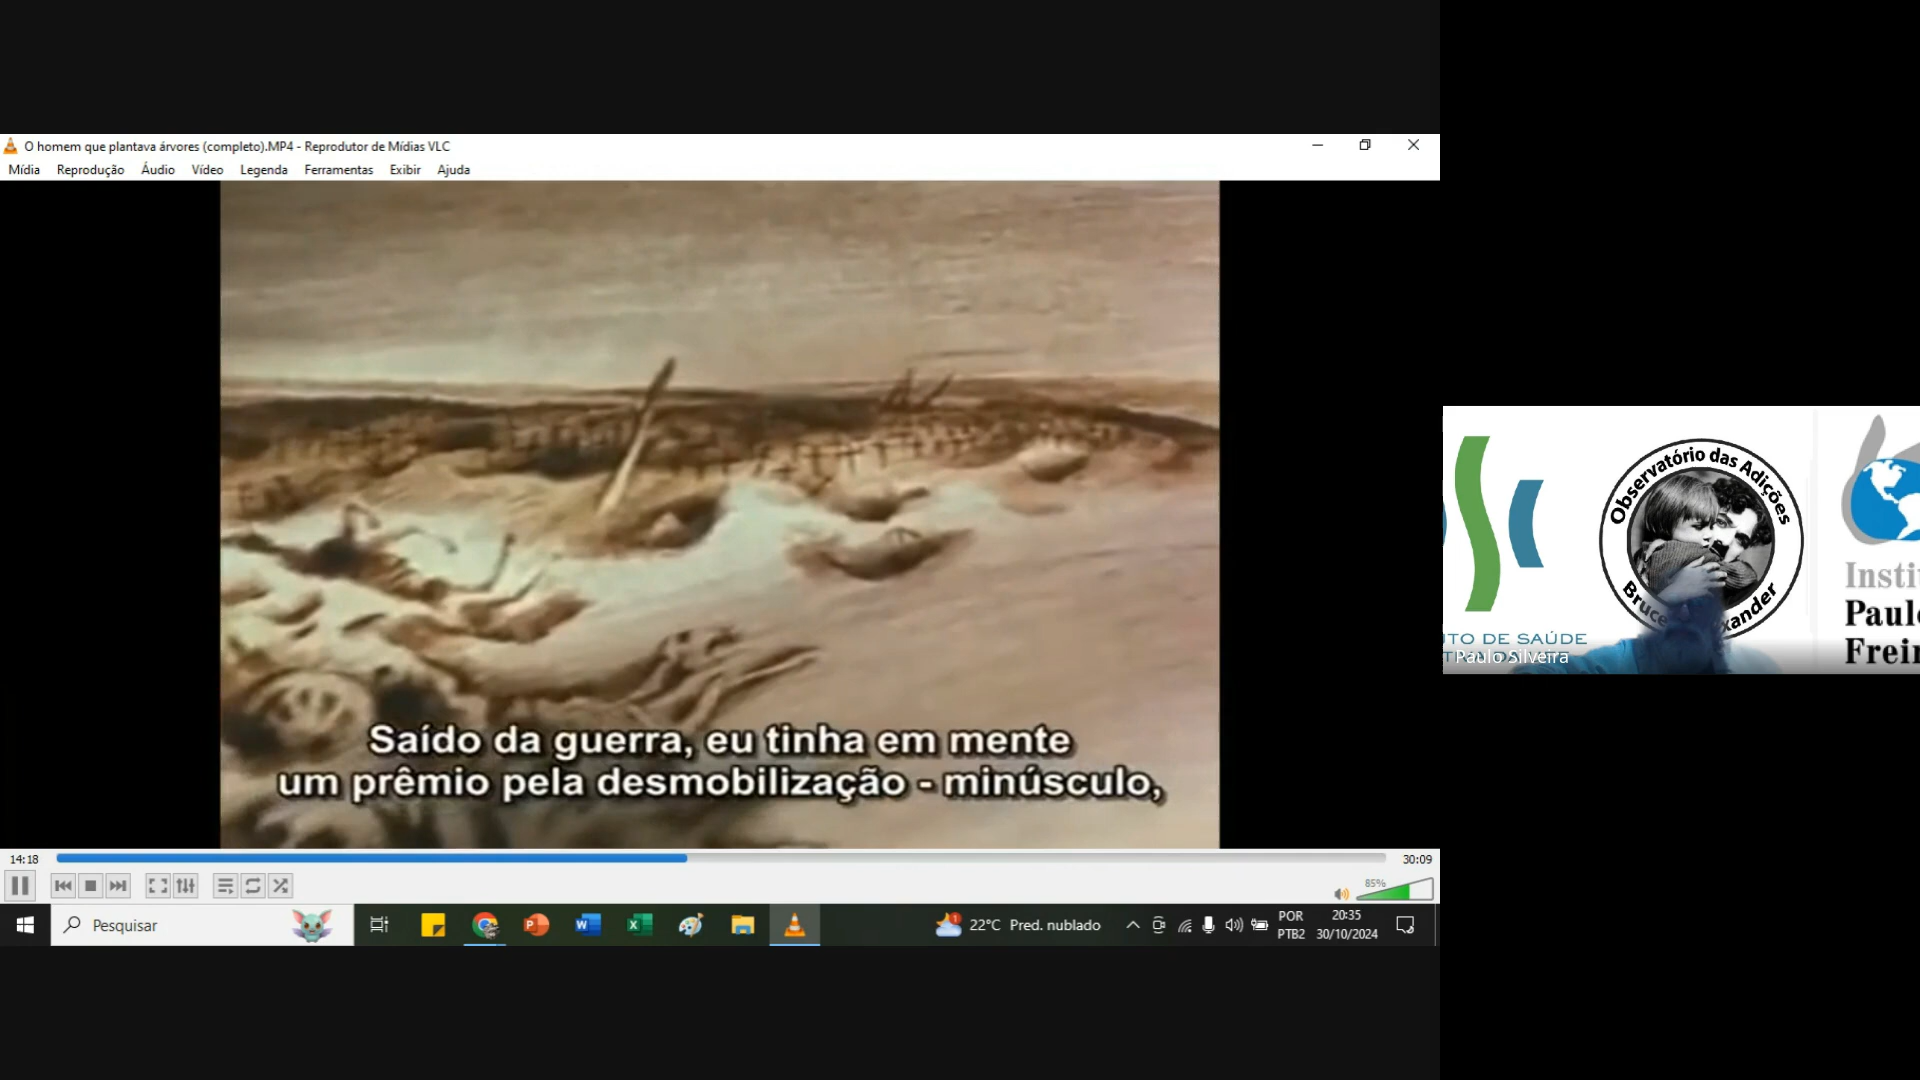 O homem que plantava árvores (completo).MP4 - Reprodutor de Mídias VLC
Mídia Reprodução Áudio Vídeo Legenda Ferramentas Exibir Ajuda
Saído da guerra, eu tinha em mente
um prêmio pela desmobilização - minúsculo,
14:18
30:09
85%
Pesquisar
22°C Pred. nublado
POR
PTB2
20:35
30/10/2024
Observatório das Adições
Bruce
xander
TO DE SAÚDE
Paulo Silveira
Insti
Paul
Frei